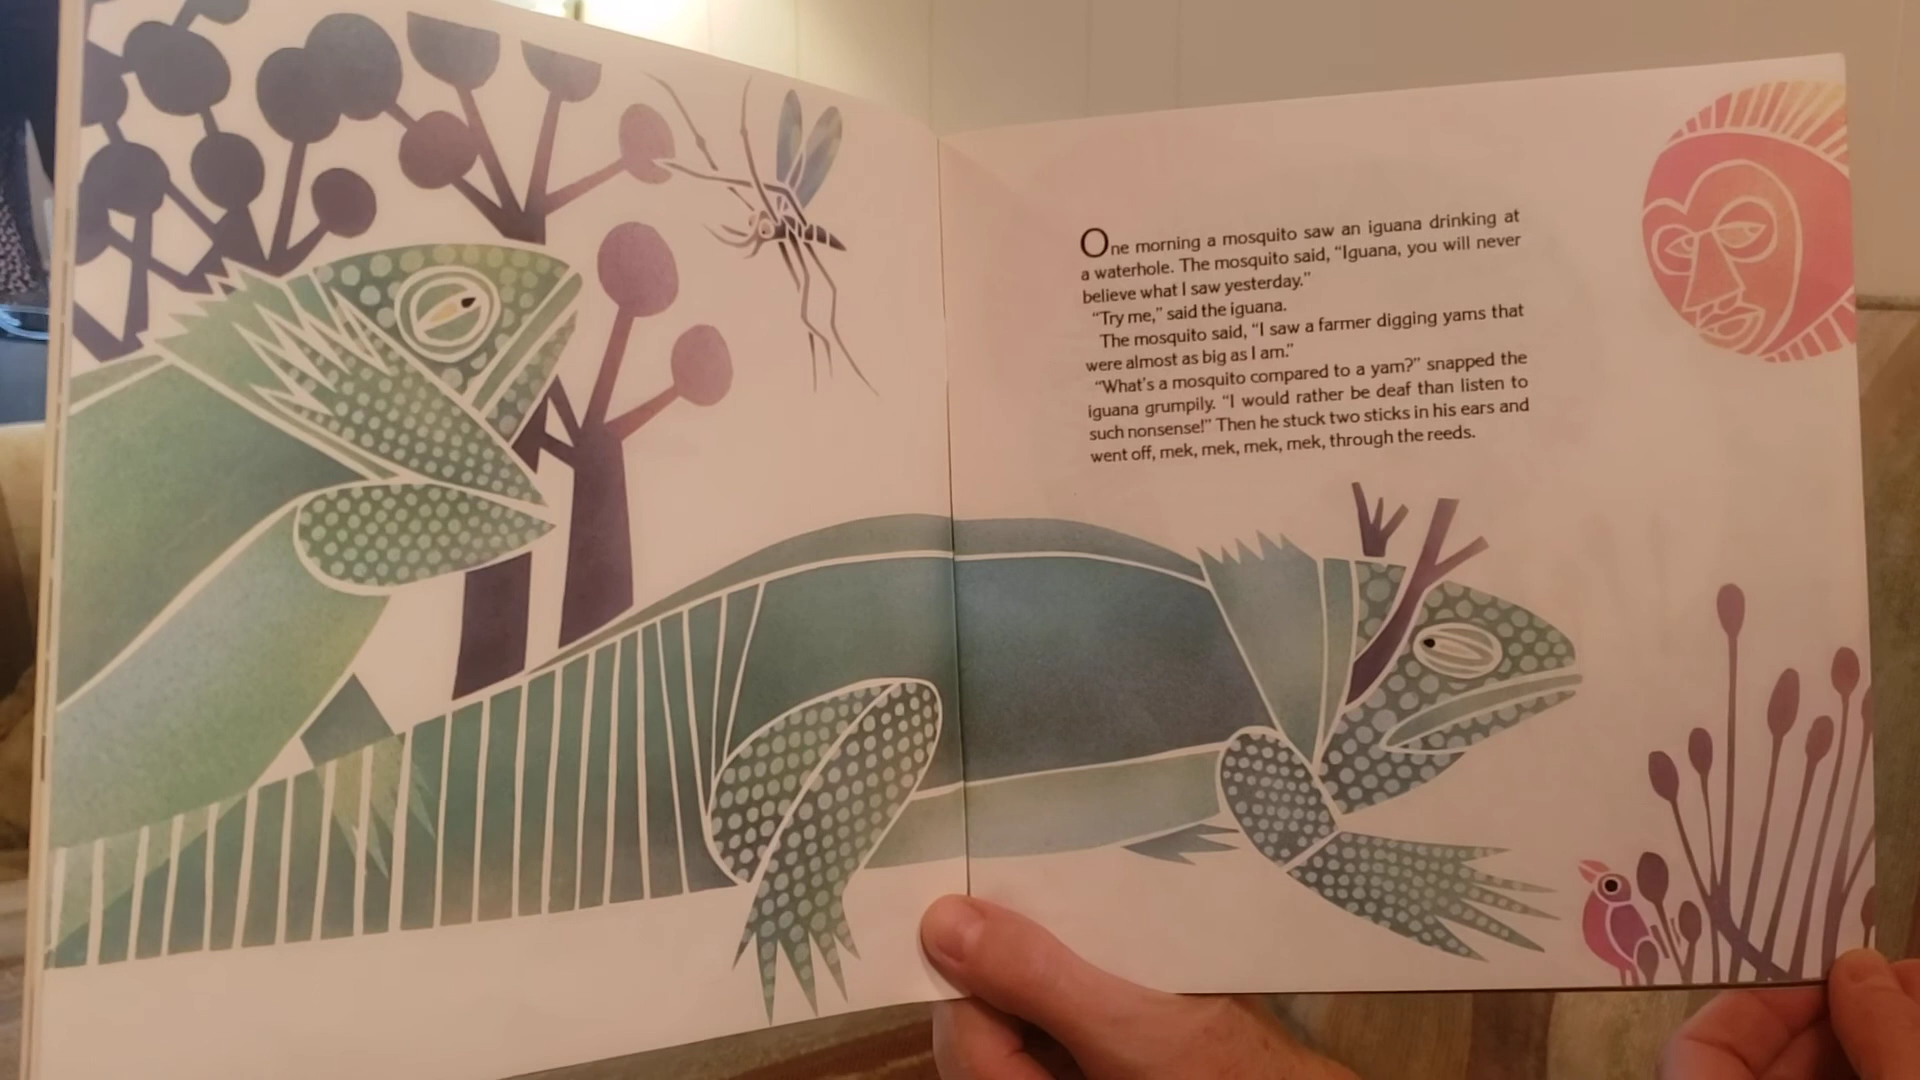 One morning a mosquito saw an iguana drinking at
a waterhole. The mosquito said, “Iguana, you will never
believe what I saw yesterday.”
“Try me,” said the iguana.
The mosquito said, “I saw a farmer digging yams that
were almost as big as I am.”
“What's a mosquito compared to a yam?” snapped the
iguana grumpily. “I would rather be deaf than listen to
such nonsense!” Then he stuck two sticks in his ears and
went off, mek, mek, mek, mek, through the reeds.